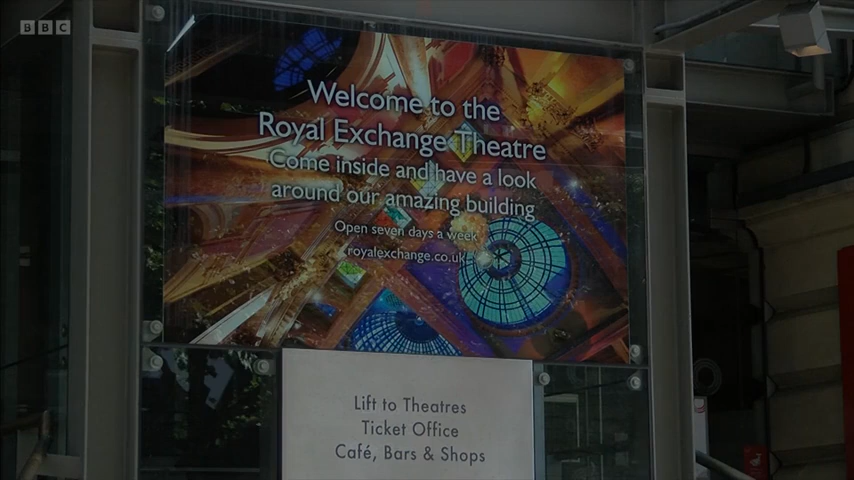 BBC
Welcome to the
Royal Exchange Theatre
Come inside and have a look
around our amazing building
Open seven days a week
royalexchange.co.uk
Lift to Theatres
Ticket Office
Café, Bars & Shops